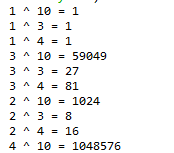 1 ^ 10 = 1
1 ^ 3 = 1
1 ^ 4 = 1
3 ^ 10 = 59049
3 ^ 3 = 27
3 ^ 4 = 81
2 ^ 10 = 1024
2 ^ 3 = 8
2 ^ 4 = 16
4 ^ 10 = 1048576